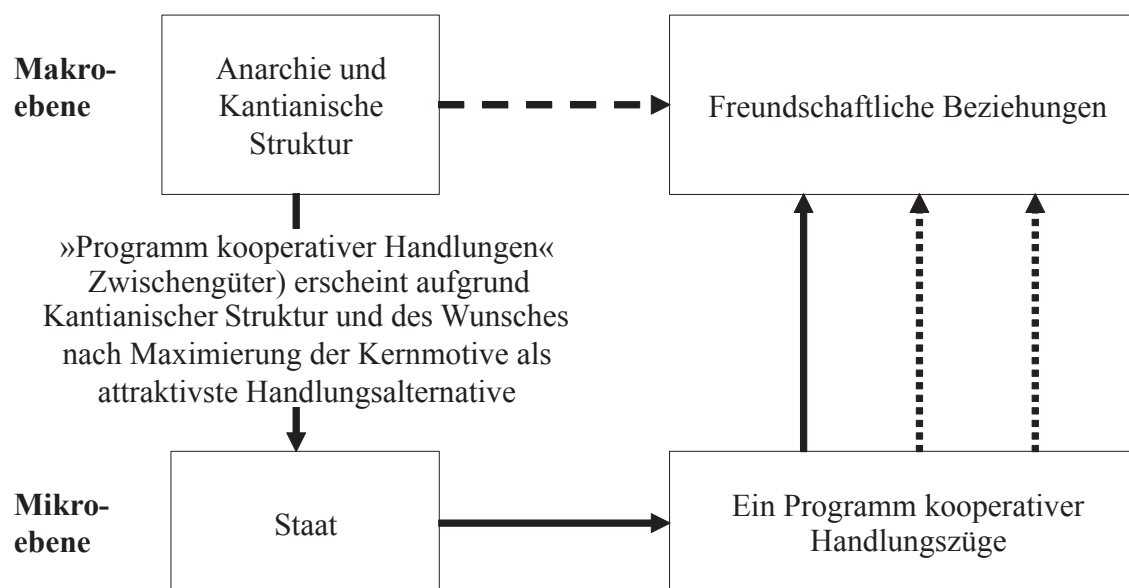 Makro-
ebene
Anarchie und
Kantianische
Struktur
Freundschaftliche Beziehungen
»Programm kooperativer Handlungen«
Zwischengüter) erscheint aufgrund
Kantianischer Struktur und des Wunsches
nach Maximierung der Kernmotive als
attraktivste Handlungsalternative
Mikro-
ebene
Staat
Ein Programm kooperativer
Handlungszüge